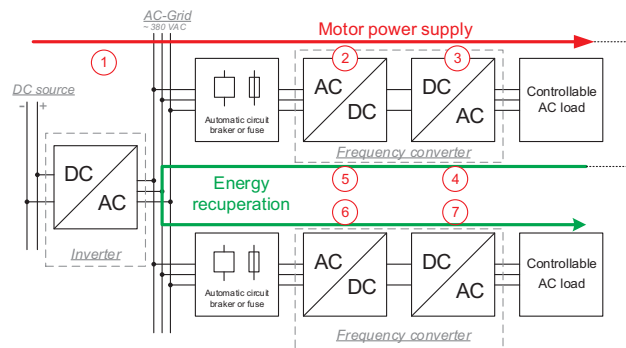 AC-Grid
~ 380 VAC
Motor power supply
1
2
3
DC source
- +
AC
DC
DC
AC
Automatic circuit
braker or fuse
Controllable
AC load
Frequency converter
DC
AC
Inverter
Energy
recuperation
5
4
6
7
AC
DC
DC
AC
Automatic circuit
braker or fuse
Controllable
AC load
Frequency converter